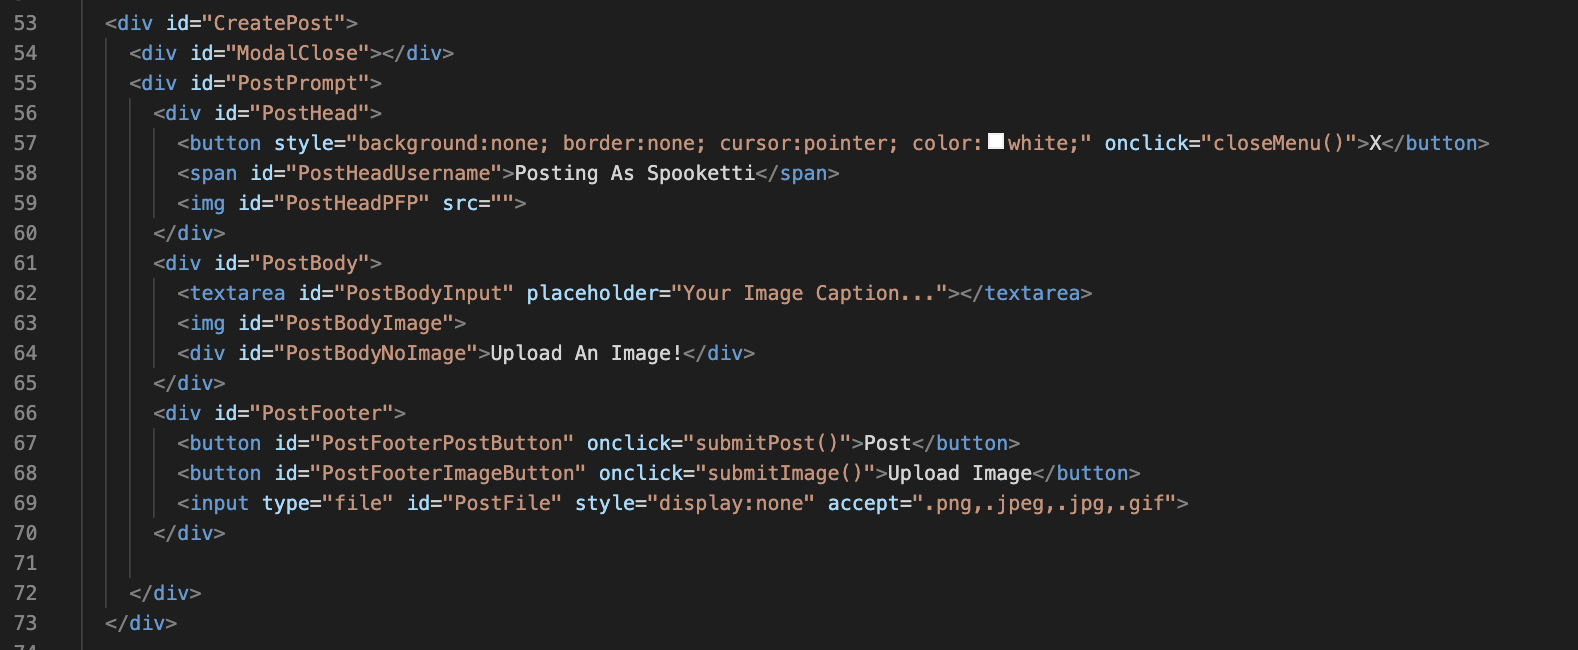 53 <div id="CreatePost">
54 <div id="ModalClose"></div>
55 <div id="PostPrompt">
56 <div id="PostHead">
57 <button style="background:none; border:none; cursor:pointer; color:white;" onclick="closeMenu()">X</button>
58 <span id="PostHeadUsername">Posting As Spooketti</span>
59 <img id="PostHeadPFP" src="">
60 </div>
61 <div id="PostBody">
62 <textarea id="PostBodyInput" placeholder="Your Image Caption..."></textarea>
63 <img id="PostBodyImage">
64 <div id="PostBodyNoImage">Upload An Image!</div>
65 </div>
66 <div id="PostFooter">
67 <button id="PostFooterPostButton" onclick="submitPost()">Post</button>
68 <button id="PostFooterImageButton" onclick="submitImage()">Upload Image</button>
69 <input type="file" id="PostFile" style="display:none" accept=".png,.jpeg,.jpg,.gif">
70 </div>
71
72 </div>
73 </div>